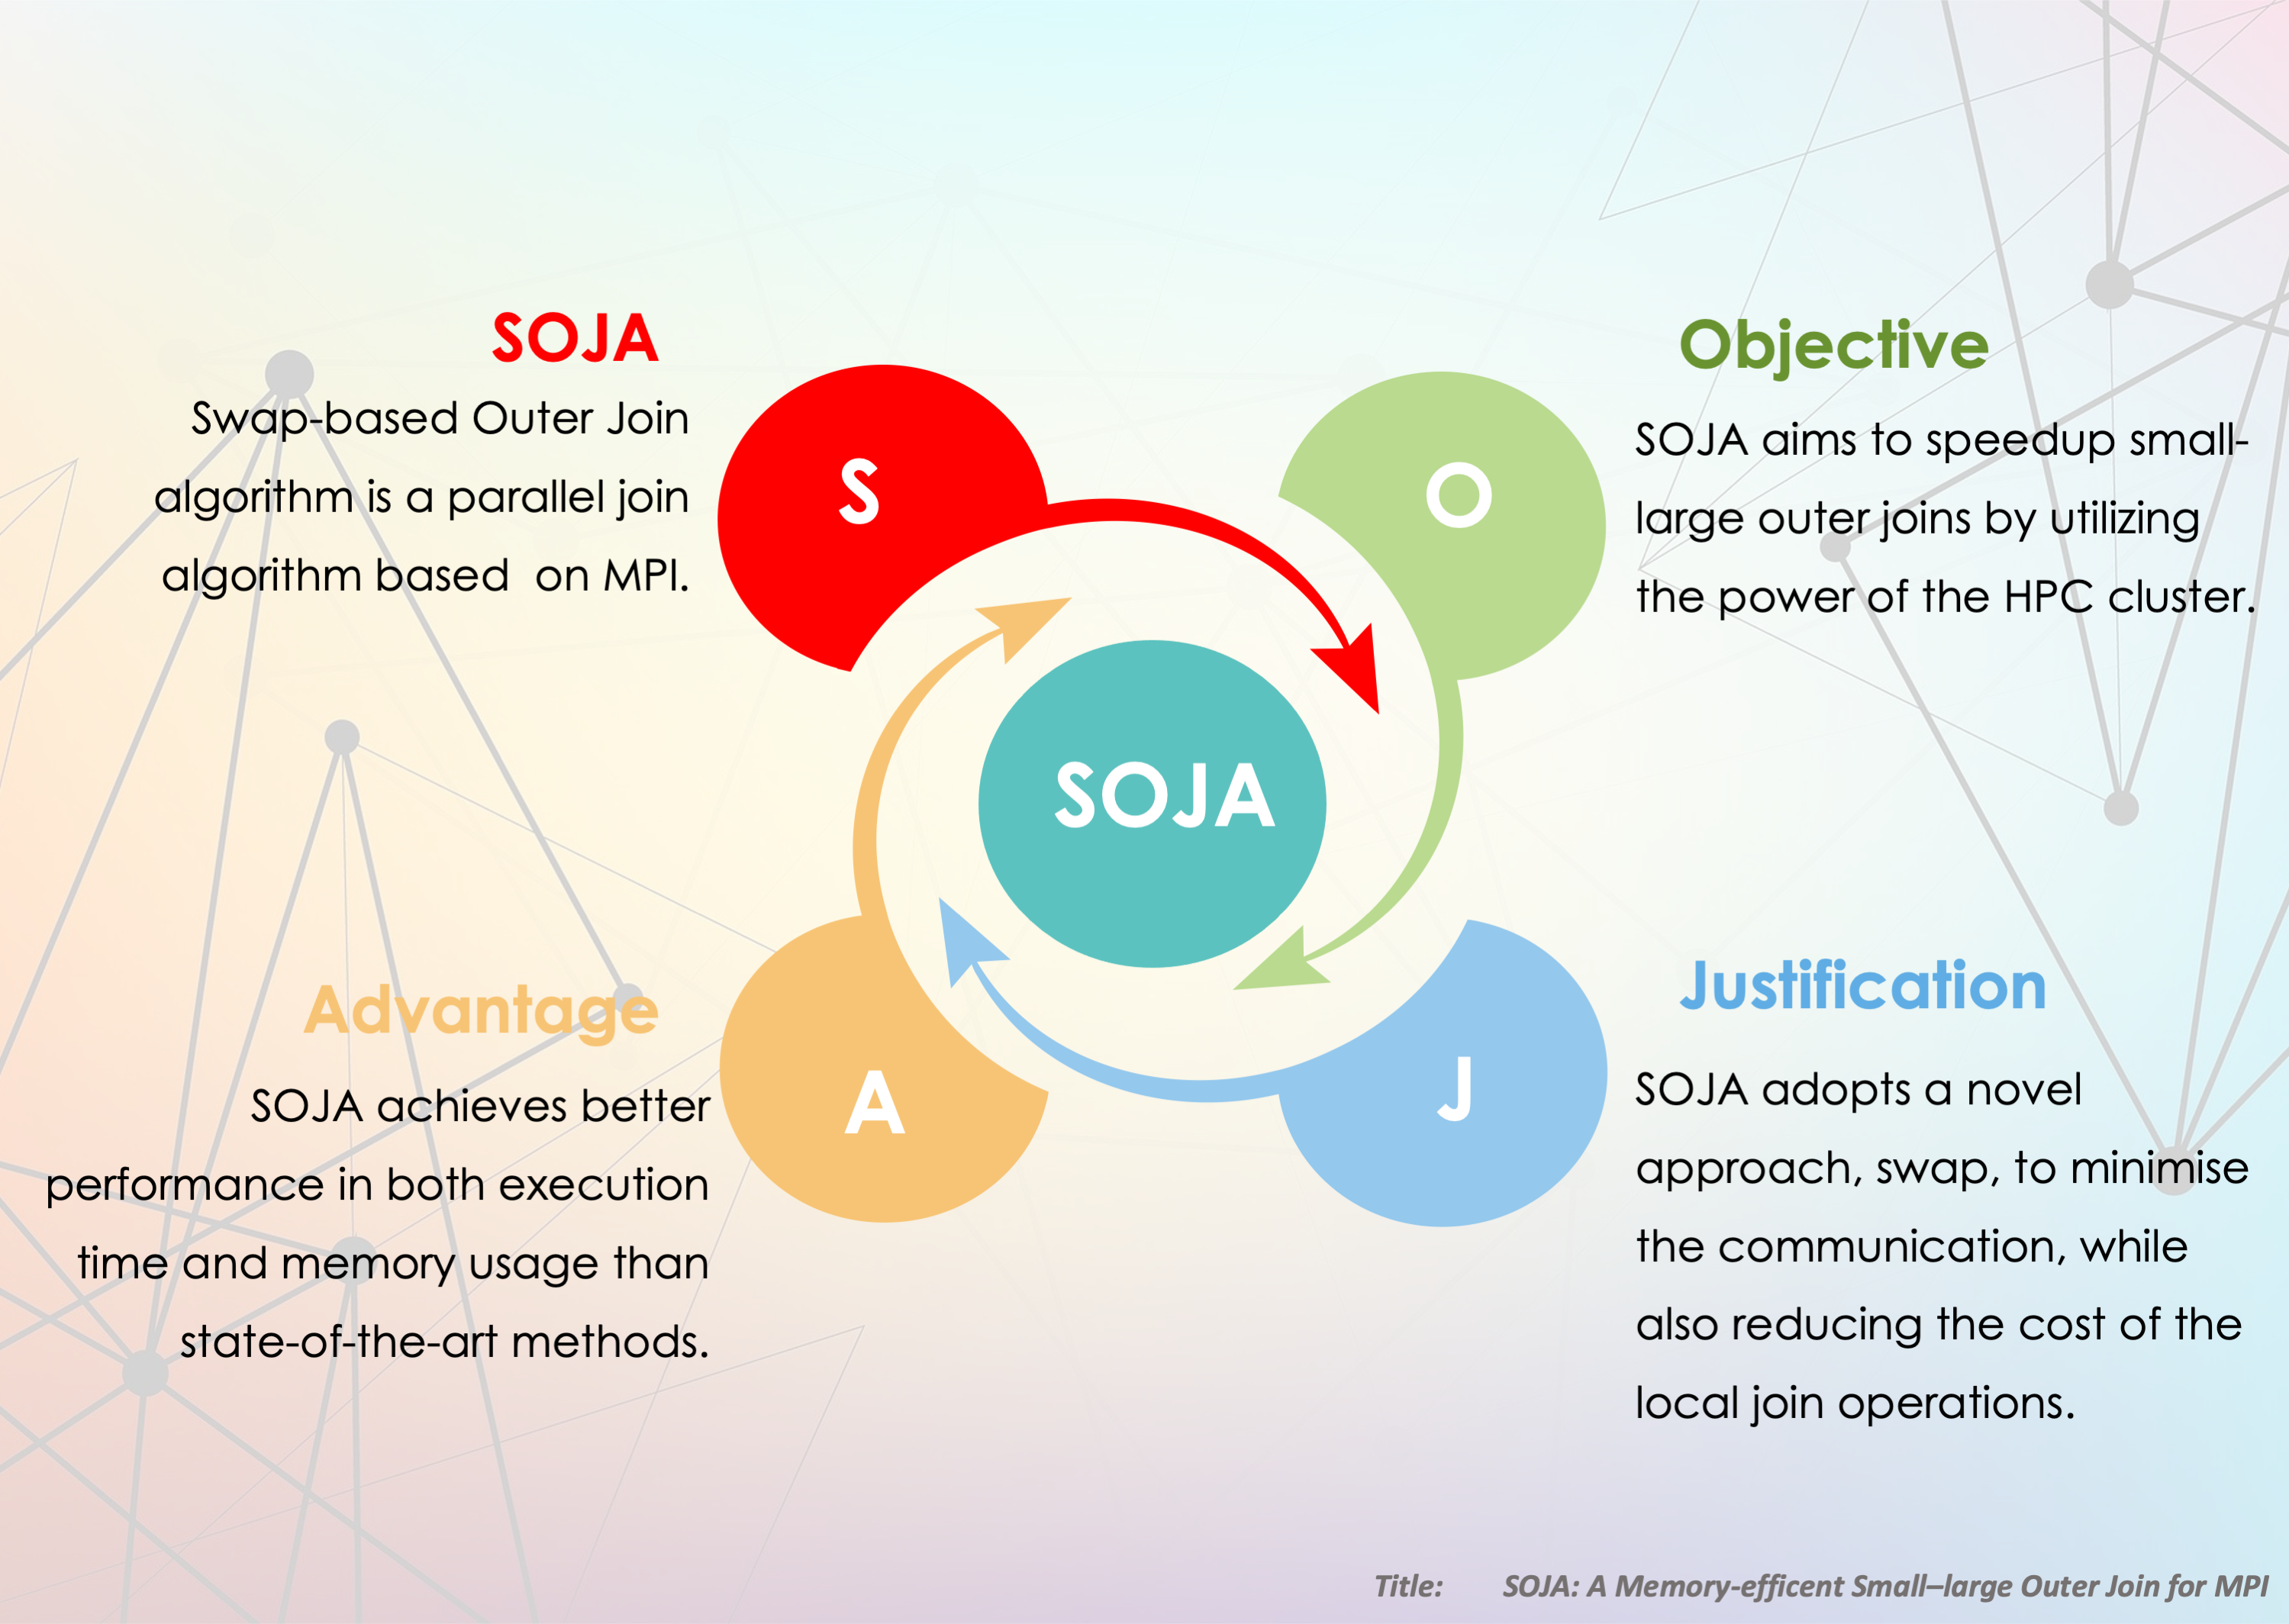 SOJA
Swap-based Outer Join
algorithm is a parallel join
algorithm based  on MPI.
S
O
Objective
SOJA aims to speedup small-
large outer joins by utilizing
the power of the HPC cluster.
SOJA
Advantage
SOJA achieves better
performance in both execution
time and memory usage than
state-of-the-art methods.
A
J
Justification
SOJA adopts a novel
approach, swap, to minimise
the communication, while
also reducing the cost of the
local join operations.
Title: SOJA: A Memory-efficent Small–large Outer Join for MPI